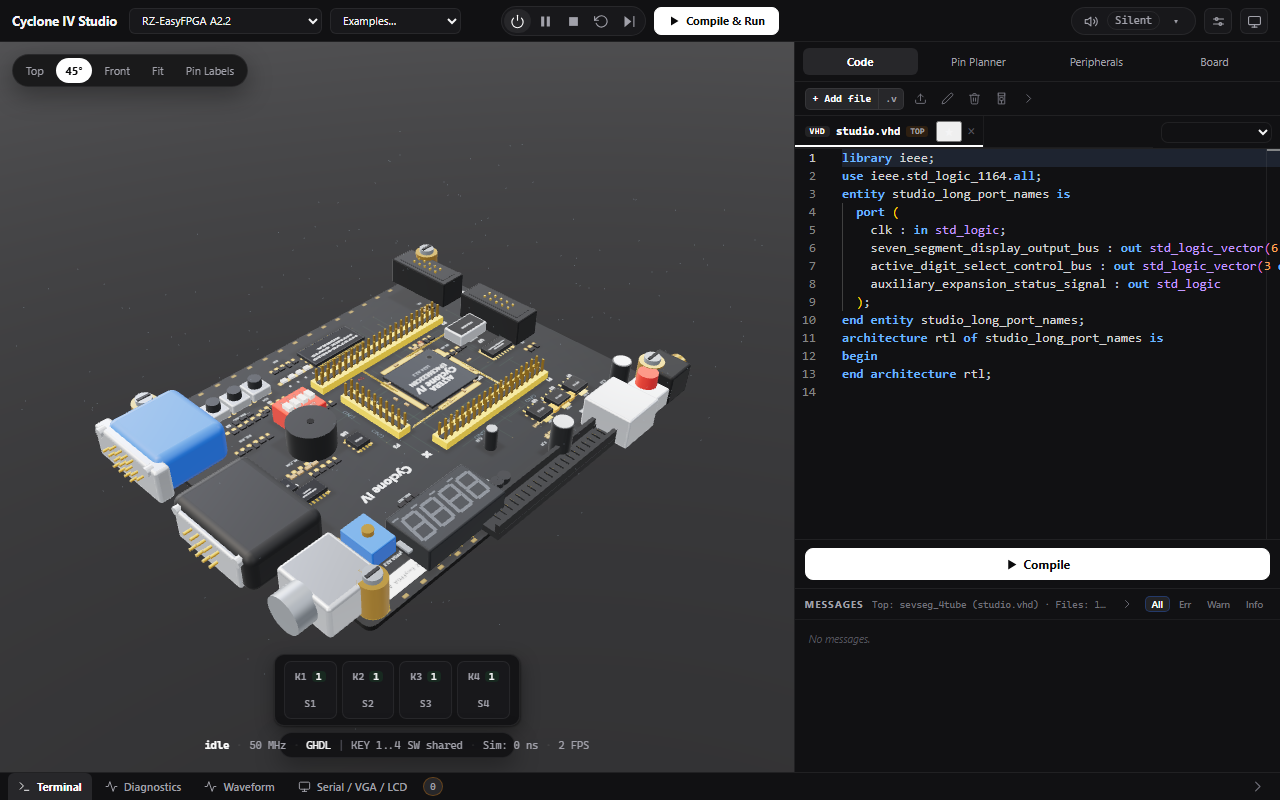 Cyclone IV Studio
RZ-EasyFPGA A2.2
Examples...
Compile & Run
Silent
Top
45°
Front
Fit
Pin Labels
Code
Pin Planner
Peripherals
Board
+ Add file
.v
VHD studio.vhd TOP ×
1 library ieee;
2 use ieee.std_logic_1164.all;
3 entity studio_long_port_names is
4 port (
5 clk : in std_logic;
6 seven_segment_display_output_bus : out std_logic_vector(6
7 active_digit_select_control_bus : out std_logic_vector(3
8 auxiliary_expansion_status_signal : out std_logic
9 );
10 end entity studio_long_port_names;
11 architecture rtl of studio_long_port_names is
12 begin
13 end architecture rtl;
14
ALTERA
Cyclone IV
Cyclone IV
8888
Compile
MESSAGES Top: sevseg_4tube (studio.vhd) · Files: 1…
All
Err
Warn
Info
No messages.
K1 1
K2 1
K3 1
K4 1
S1
S2
S3
S4
idle · 50 MHz · GHDL | KEY 1..4 SW shared · Sim: 0 ns · 2 FPS
Terminal
Diagnostics
Waveform
Serial / VGA / LCD
0